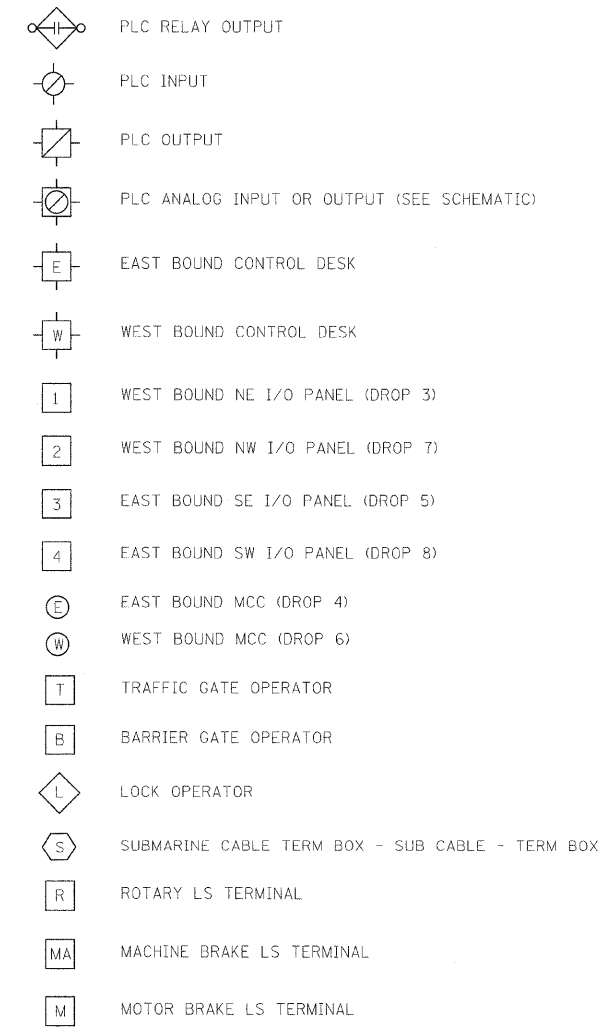 PLC RELAY OUTPUT
PLC INPUT
PLC OUTPUT
PLC ANALOG INPUT OR OUTPUT (SEE SCHEMATIC)
E EAST BOUND CONTROL DESK
W WEST BOUND CONTROL DESK
1 WEST BOUND NE I/O PANEL (DROP 3)
2 WEST BOUND NW I/O PANEL (DROP 7)
3 EAST BOUND SE I/O PANEL (DROP 5)
4 EAST BOUND SW I/O PANEL (DROP 8)
E EAST BOUND MCC (DROP 4)
W WEST BOUND MCC (DROP 6)
T TRAFFIC GATE OPERATOR
B BARRIER GATE OPERATOR
L LOCK OPERATOR
S SUBMARINE CABLE TERM BOX - SUB CABLE - TERM BOX
R ROTARY LS TERMINAL
MA MACHINE BRAKE LS TERMINAL
M MOTOR BRAKE LS TERMINAL